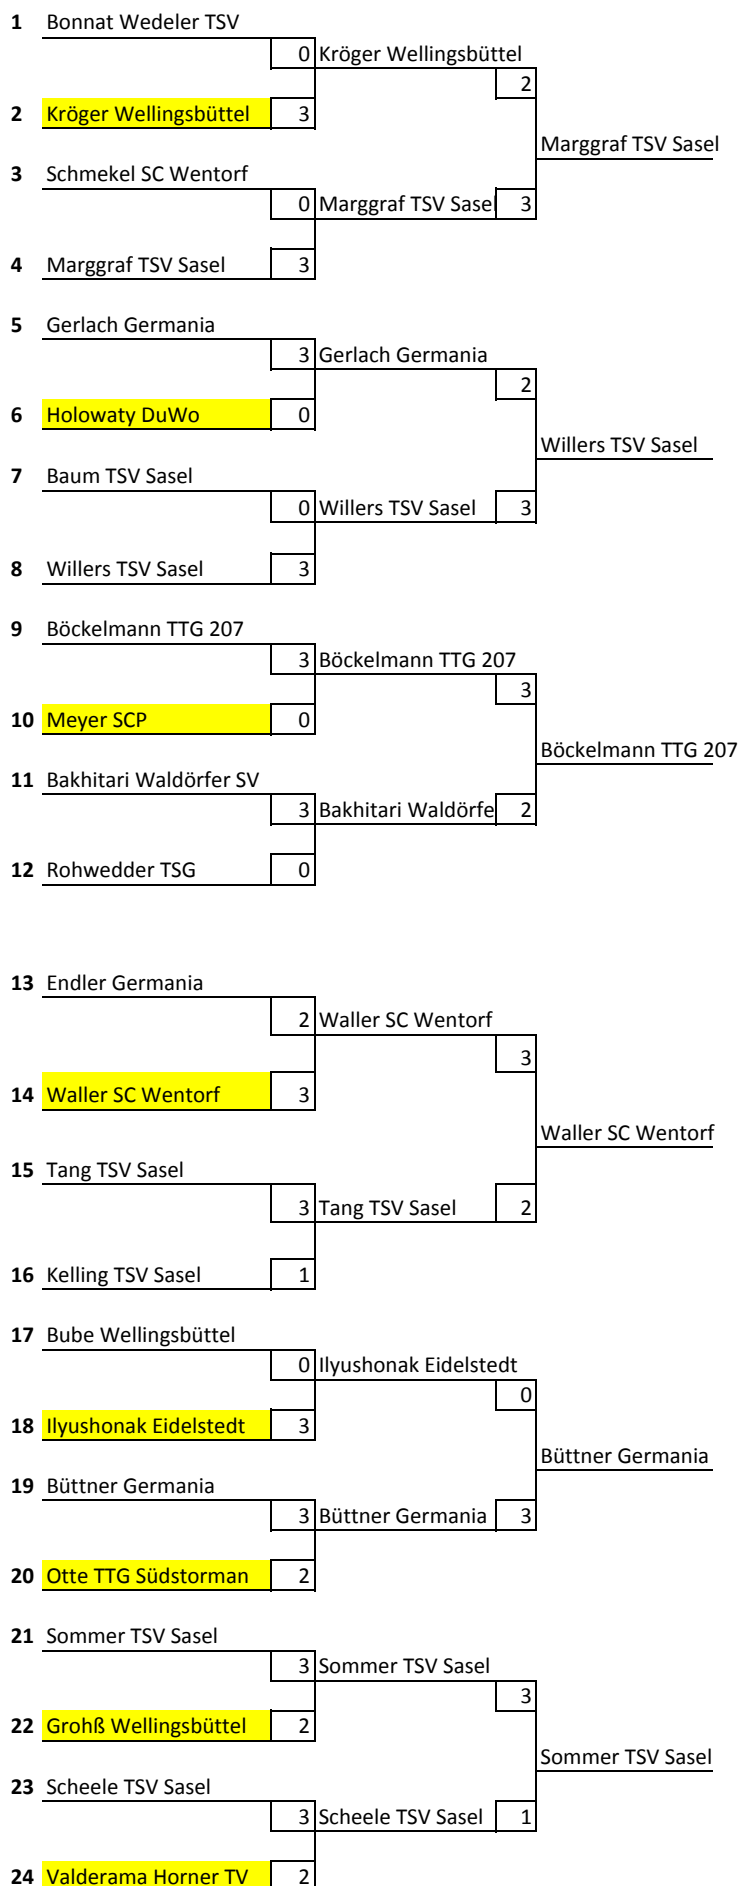 1 Bonnat Wedeler TSV
0 Kröger Wellingsbüttel
2
2 Kröger Wellingsbüttel 3
Marggraf TSV Sasel
3 Schmekel SC Wentorf
0 Marggraf TSV Sasel 3
4 Marggraf TSV Sasel 3
5 Gerlach Germania
3 Gerlach Germania
2
6 Holowaty DuWo 0
Willers TSV Sasel
7 Baum TSV Sasel
0 Willers TSV Sasel 3
8 Willers TSV Sasel 3
9 Böckelmann TTG 207
3 Böckelmann TTG 207
3
10 Meyer SCP 0
Böckelmann TTG 207
11 Bakhitari Waldörfer SV
3 Bakhitari Waldörfe 2
12 Rohwedder TSG 0
13 Endler Germania
2 Waller SC Wentorf
3
14 Waller SC Wentorf 3
Waller SC Wentorf
15 Tang TSV Sasel
3 Tang TSV Sasel 2
16 Kelling TSV Sasel 1
17 Bube Wellingsbüttel
0 Ilyushonak Eidelstedt
0
18 Ilyushonak Eidelstedt 3
Büttner Germania
19 Büttner Germania
3 Büttner Germania 3
20 Otte TTG Südstorman 2
21 Sommer TSV Sasel
3 Sommer TSV Sasel
3
22 Grohß Wellingsbüttel 2
Sommer TSV Sasel
23 Scheele TSV Sasel
3 Scheele TSV Sasel 1
24 Valderama Horner TV 2